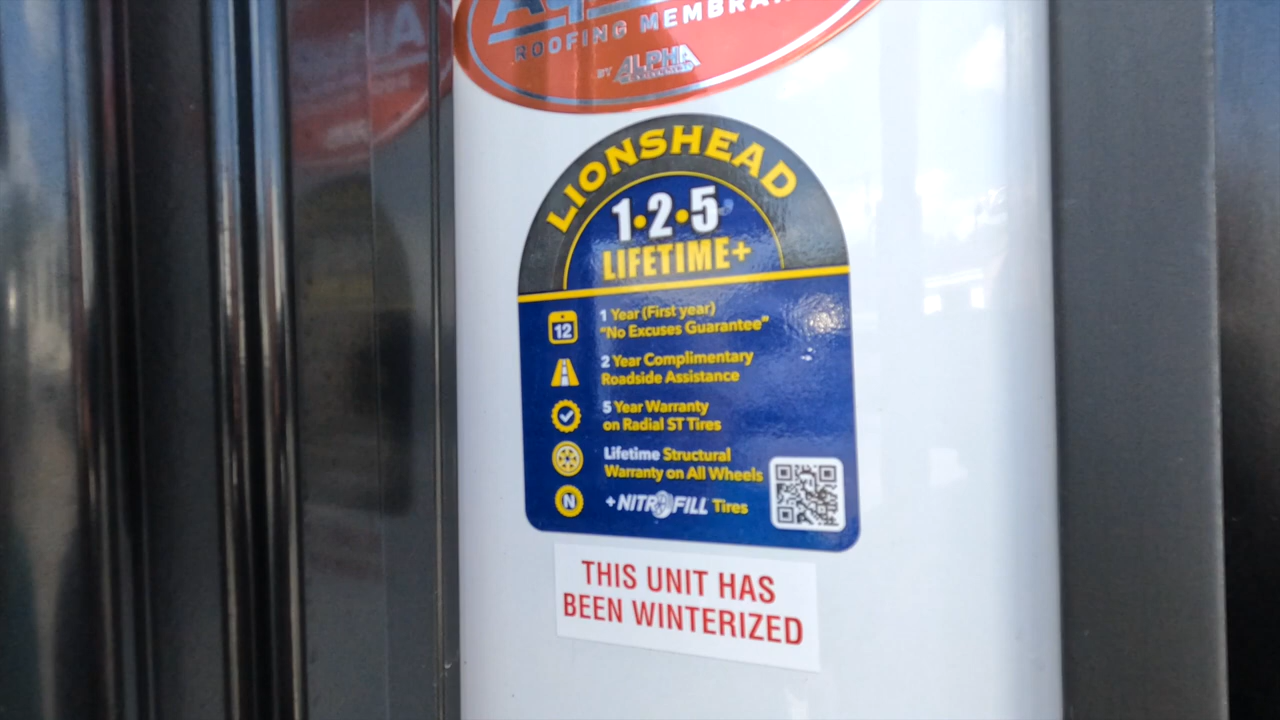 ROOFING MEMBRANE
BY ALPHA
LIONSHEAD
1•2•5
LIFETIME+
12
1 Year (First year)
"No Excuses Guarantee"
2 Year Complimentary
Roadside Assistance
5 Year Warranty
on Radial ST Tires
Lifetime Structural
Warranty on All Wheels
N
+NITROFILL Tires
THIS UNIT HAS
BEEN WINTERIZED